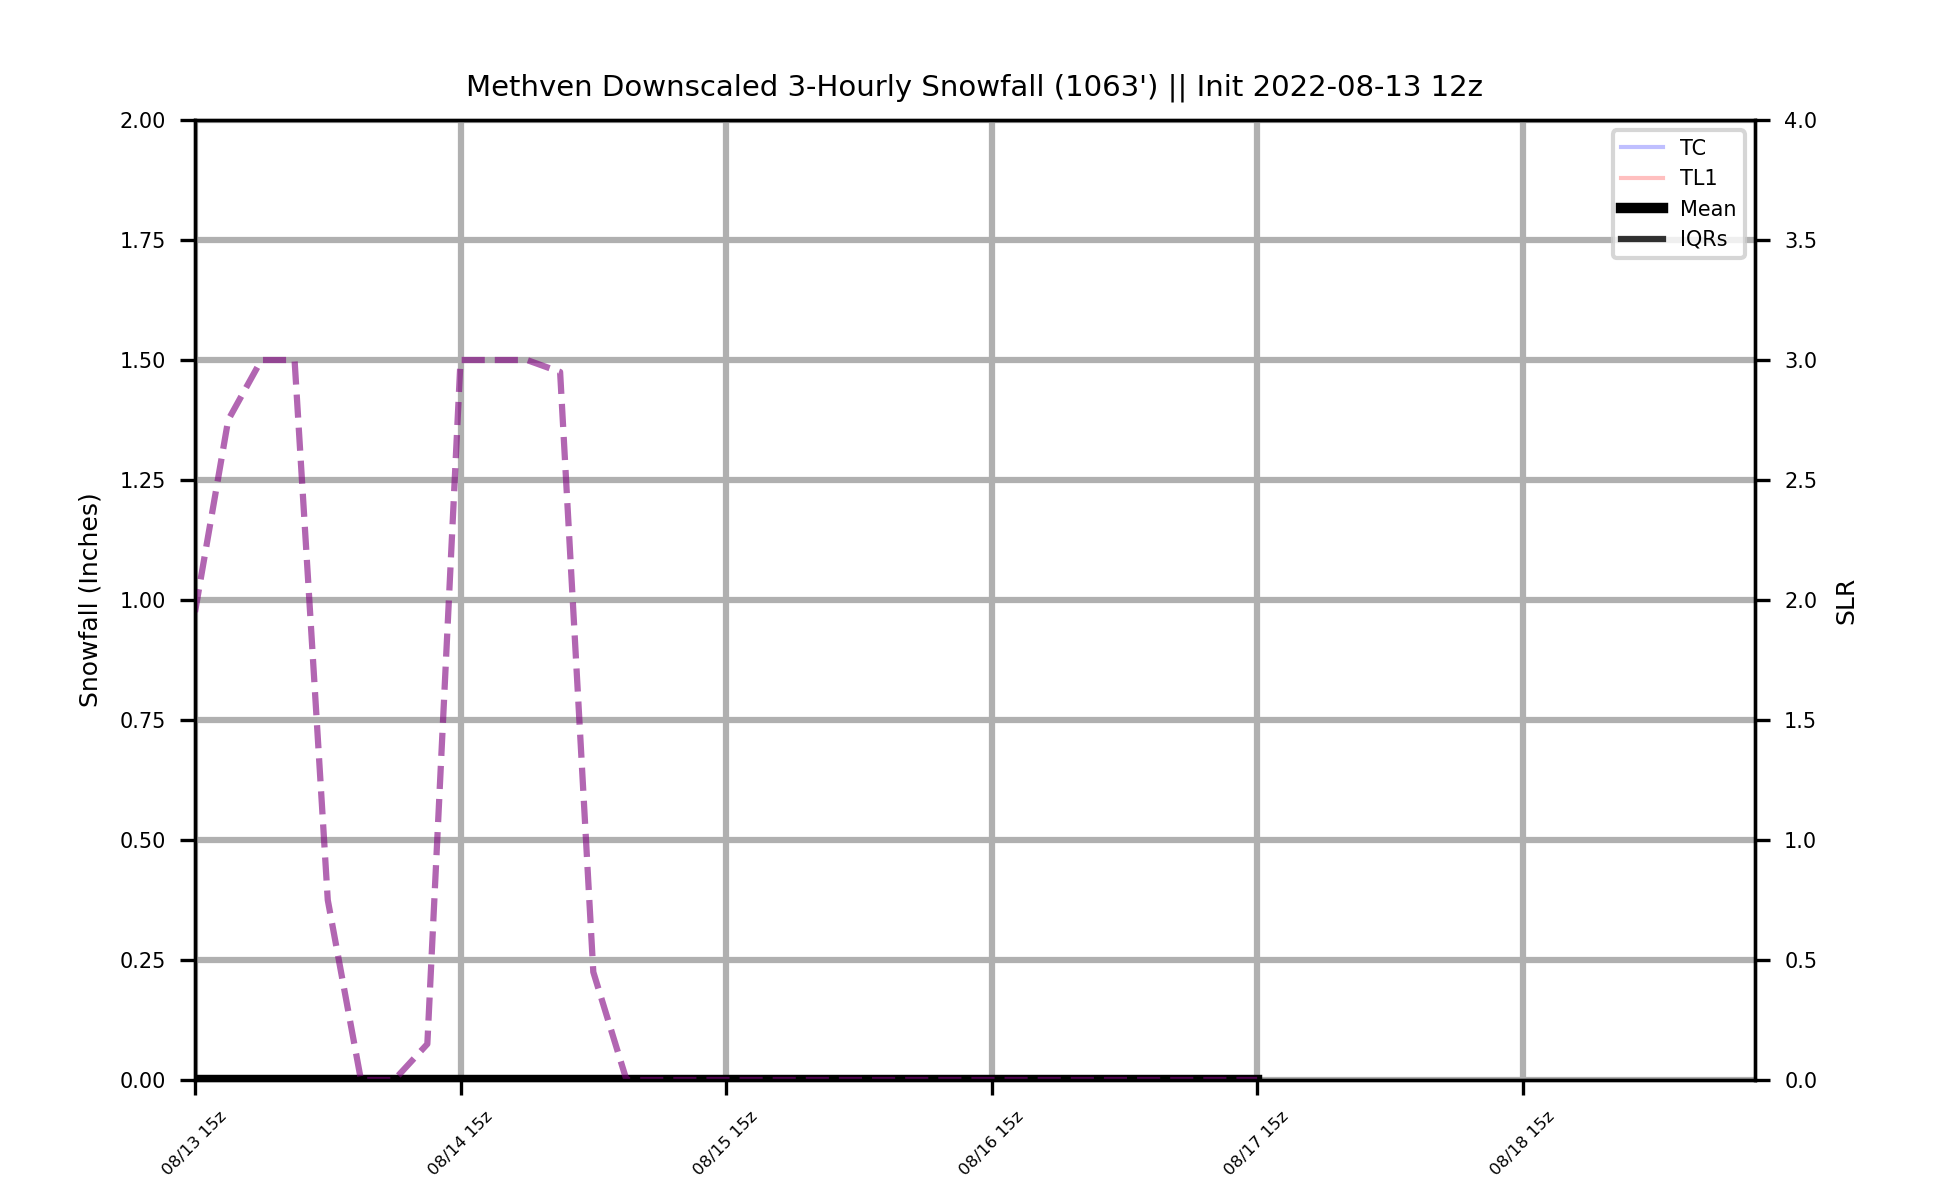 Methven Downscaled 3-Hourly Snowfall (1063') || Init 2022-08-13 12z
2.00
1.75
1.50
1.25
1.00
0.75
0.50
0.25
0.00
Snowfall (Inches)
TC
TL1
Mean
IQRs
4.0
3.5
3.0
2.5
2.0
1.5
1.0
0.5
0.0
SLR
08/13 15z
08/14 15z
08/15 15z
08/16 15z
08/17 15z
08/18 15z